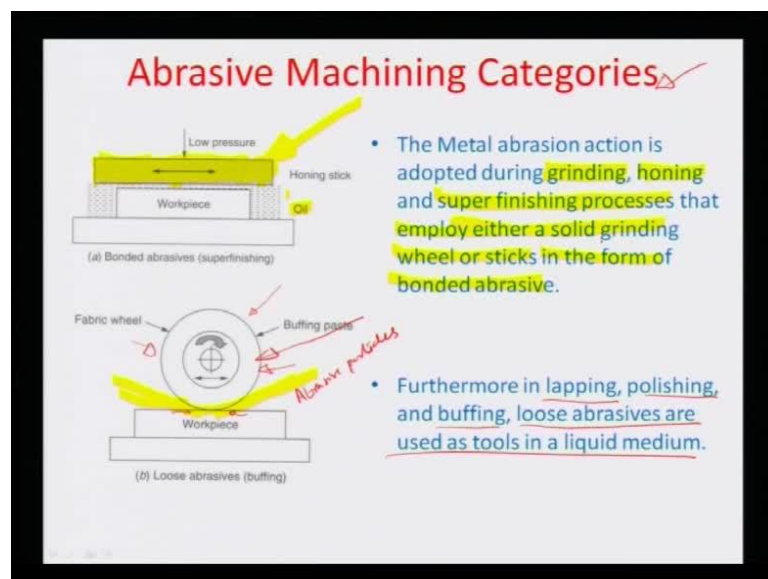 Abrasive Machining Categories
Low pressure
Honing stick
Workpiece
Oil
(a) Bonded abrasives (superfinishing)
Fabric wheel
Buffing paste
Abrasive particles
Workpiece
(b) Loose abrasives (buffing)
• The Metal abrasion action is
adopted during grinding, honing
and super finishing processes that
employ either a solid grinding
wheel or sticks in the form of
bonded abrasive.
• Furthermore in lapping, polishing,
and buffing, loose abrasives are
used as tools in a liquid medium.